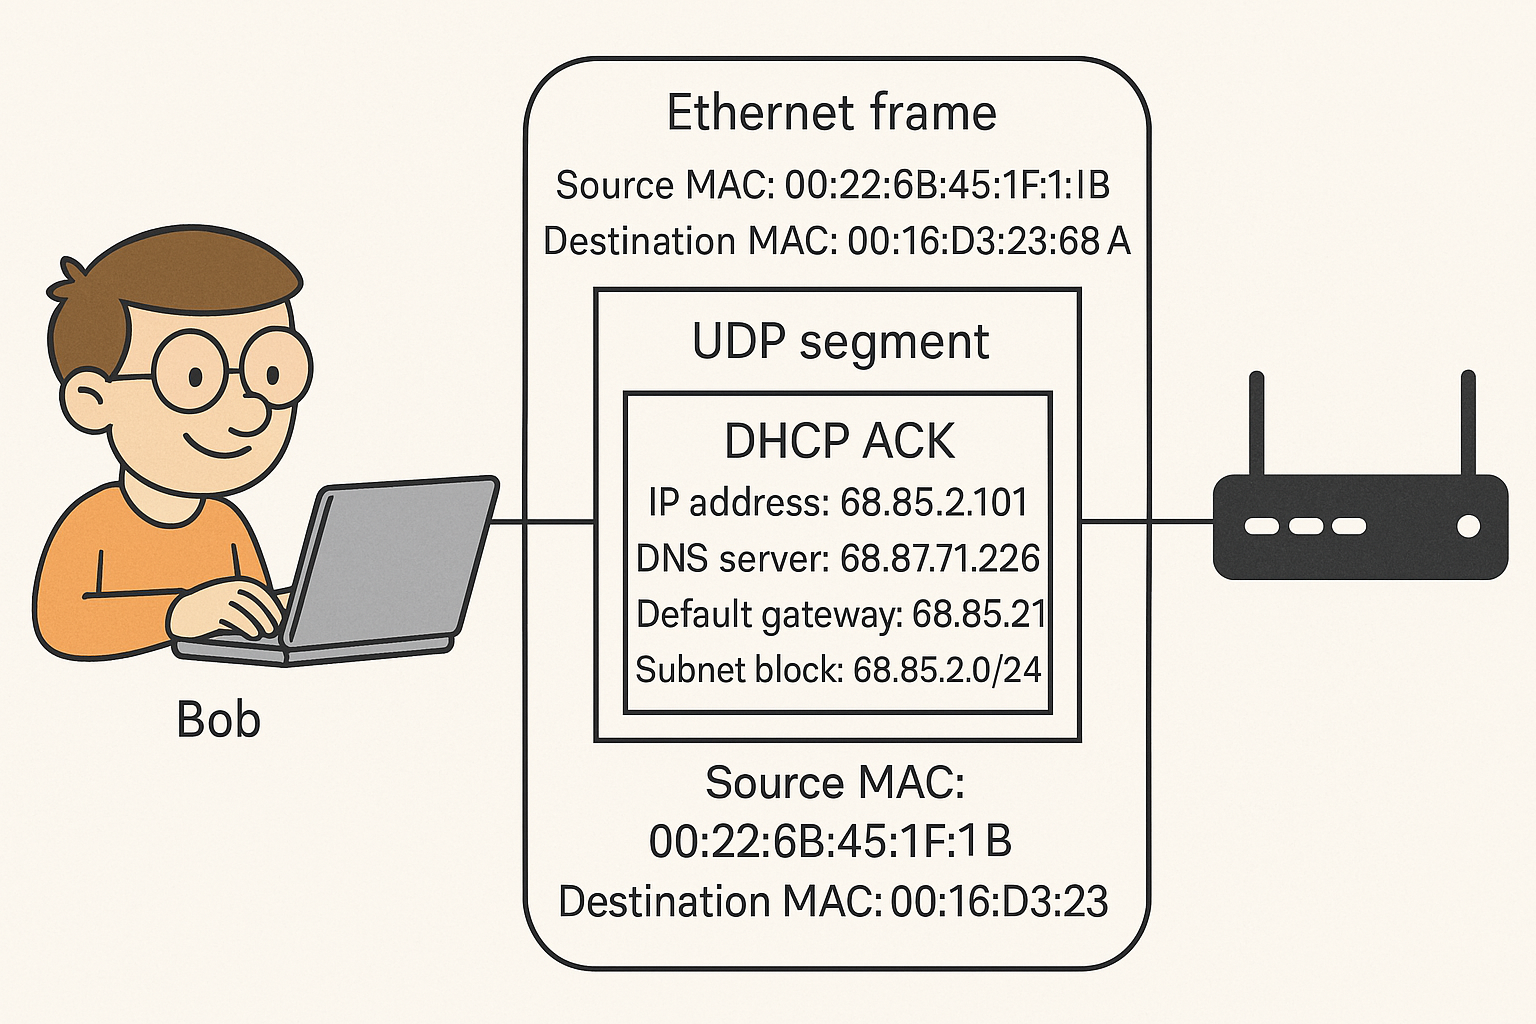 Ethernet frame
Source MAC: 00:22:6B:45:1F:1:IB
Destination MAC: 00:16:D3:23:68 A
UDP segment
DHCP ACK
IP address: 68.85.2.101
DNS server: 68.87.71.226
Default gateway: 68.85.21
Subnet block: 68.85.2.0/24
Source MAC:
00:22:6B:45:1F:1 B
Destination MAC: 00:16:D3:23
Bob